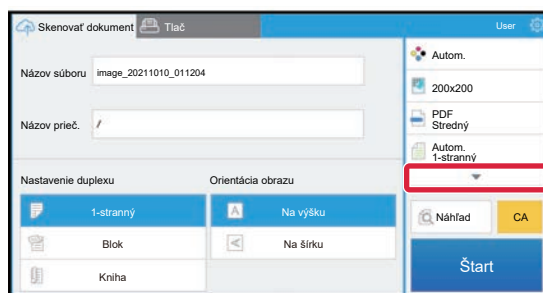 Skenovať dokument
Tlač
User
Názov súboru
image_20211010_011204
Názov prieč.
/
Nastavenie duplexu
Orientácia obrazu
1-stranný
Na výšku
Blok
Na šírku
Kniha
Autom.
200x200
PDF
Stredný
Autom.
1-stranný
Náhľad
CA
Štart